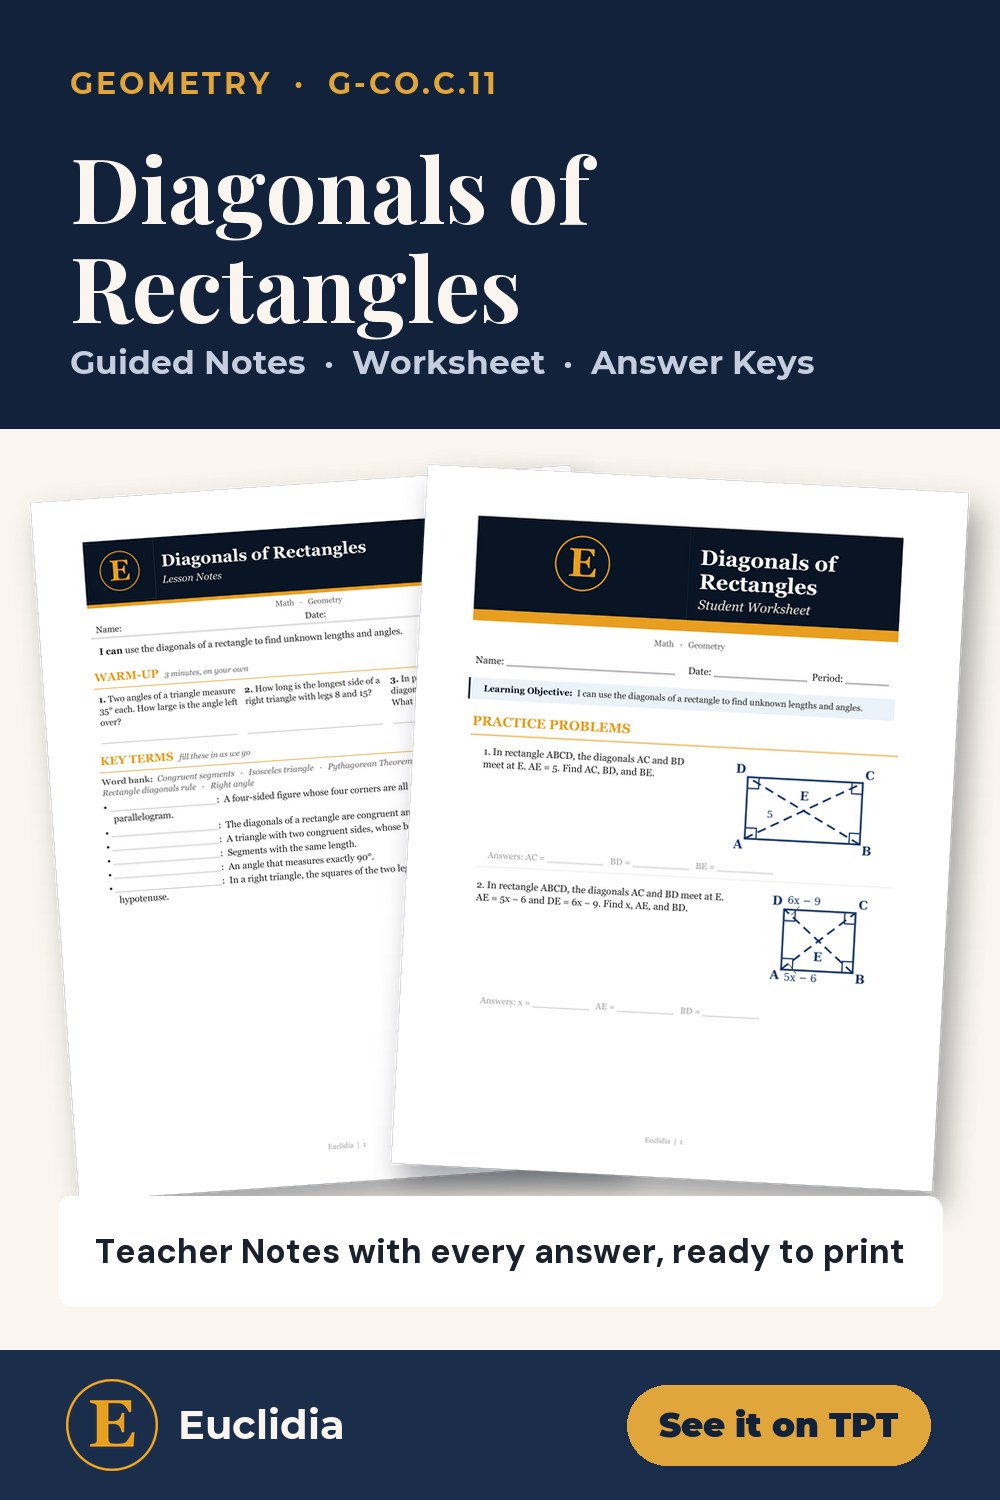 GEOMETRY · G-CO.C.11
Diagonals of
Rectangles
Guided Notes · Worksheet · Answer Keys
E
Diagonals of Rectangles
Lesson Notes
Math · Geometry
Name:
Date:
I can use the diagonals of a rectangle to find unknown lengths and angles.
WARM-UP 3 minutes, on your own
1. Two angles of a triangle measure
35° each. How large is the angle left
over?
2. How long is the longest side of a
right triangle with legs 8 and 15?
3. In
diagon
What
KEY TERMS fill these in as we go
Word bank: Congruent segments · Isosceles triangle · Pythagorean Theorem
Rectangle diagonals rule · Right angle
• : A four-sided figure whose four corners are all
parallelogram.
• : The diagonals of a rectangle are congruent an
• : A triangle with two congruent sides, whose b
• : Segments with the same length.
• : An angle that measures exactly 90°.
• : In a right triangle, the squares of the two leg
hypotenuse.
Euclidia | 1
E
Diagonals of
Rectangles
Student Worksheet
Math · Geometry
Name: Date: Period:
Learning Objective: I can use the diagonals of a rectangle to find unknown lengths and angles.
PRACTICE PROBLEMS
1. In rectangle ABCD, the diagonals AC and BD
meet at E. AE = 5. Find AC, BD, and BE.
D C
E
5
A B
Answers: AC = BD = BE =
2. In rectangle ABCD, the diagonals AC and BD meet at E.
AE = 5x − 6 and DE = 6x − 9. Find x, AE, and BD.
D 6x − 9 C
E
A 5x − 6 B
Answers: x = AE = BD =
Euclidia | 1
Teacher Notes with every answer, ready to print
E Euclidia
See it on TPT